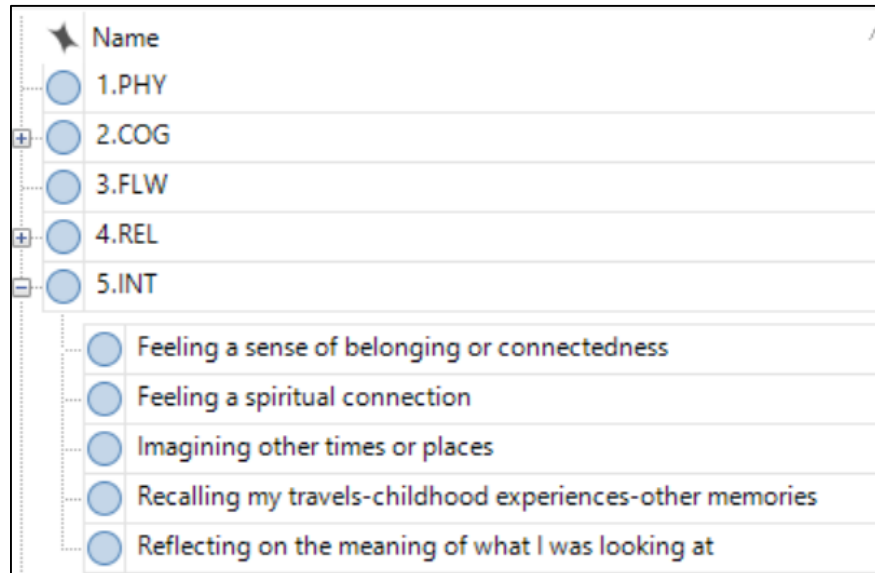 Name
1.PHY
2.COG
3.FLW
4.REL
5.INT
Feeling a sense of belonging or connectedness
Feeling a spiritual connection
Imagining other times or places
Recalling my travels-childhood experiences-other memories
Reflecting on the meaning of what I was looking at